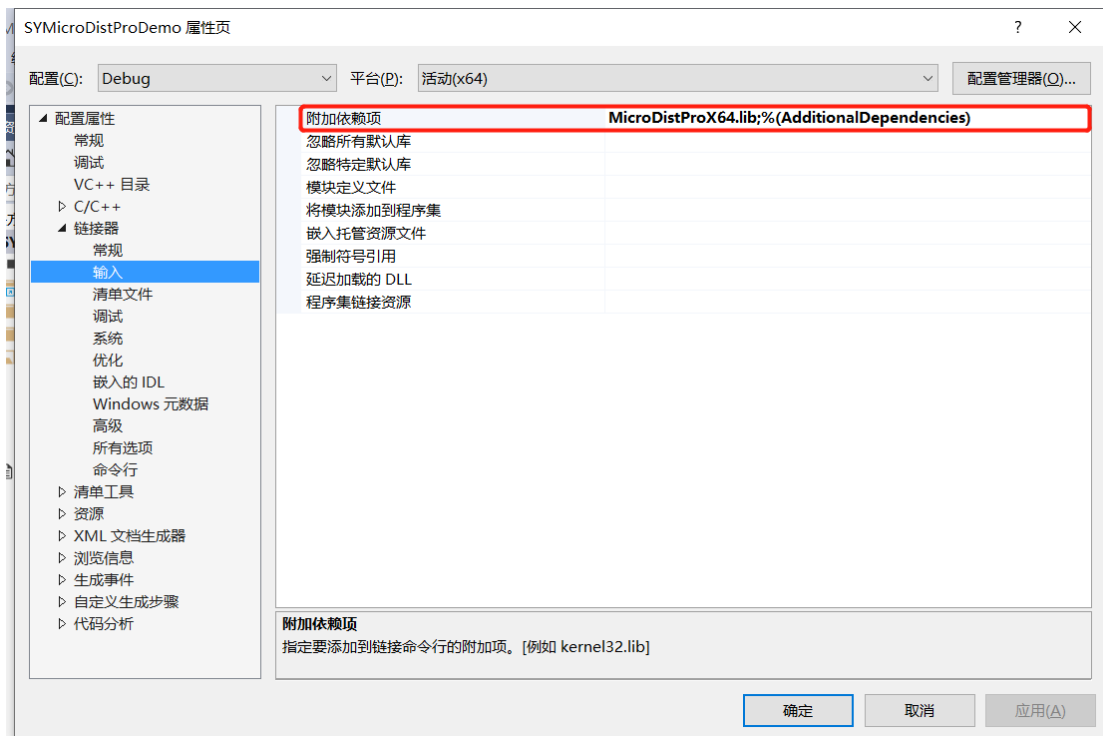 SYMicroDistProDemo 属性页
配置(C): Debug 平台(P): 活动(x64) 配置管理器(O)...
配置属性
常规
调试
VC++ 目录
C/C++
链接器
常规
输入
清单文件
调试
系统
优化
嵌入的 IDL
Windows 元数据
高级
所有选项
命令行
清单工具
资源
XML 文档生成器
浏览信息
生成事件
自定义生成步骤
代码分析
附加依赖项 MicroDistProX64.lib;%(AdditionalDependencies)
忽略所有默认库
忽略特定默认库
模块定义文件
将模块添加到程序集
嵌入托管资源文件
强制符号引用
延迟加载的 DLL
程序集链接资源
附加依赖项
指定要添加到链接命令行的附加项。[例如 kernel32.lib]
确定 取消 应用(A)